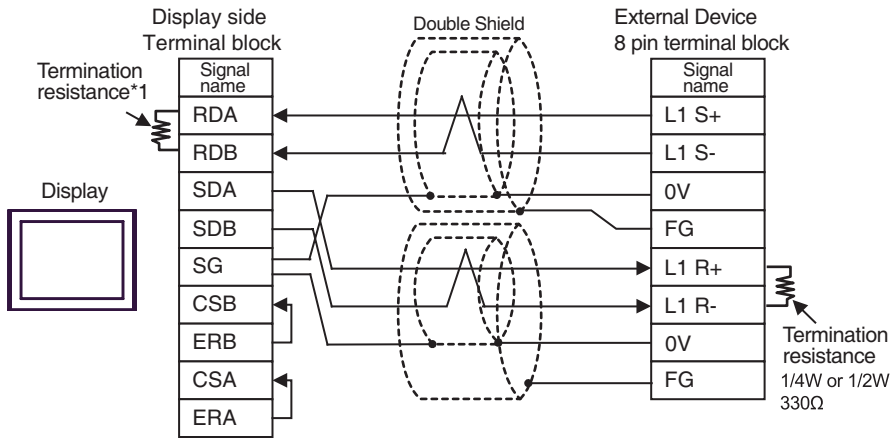 Display side
Terminal block
Double Shield
External Device
8 pin terminal block
Termination
resistance*1
Signal
name
RDA
RDB
SDA
SDB
SG
CSB
ERB
CSA
ERA
Display
Signal
name
L1 S+
L1 S-
0V
FG
L1 R+
L1 R-
0V
FG
Termination
resistance
1/4W or 1/2W
330Ω